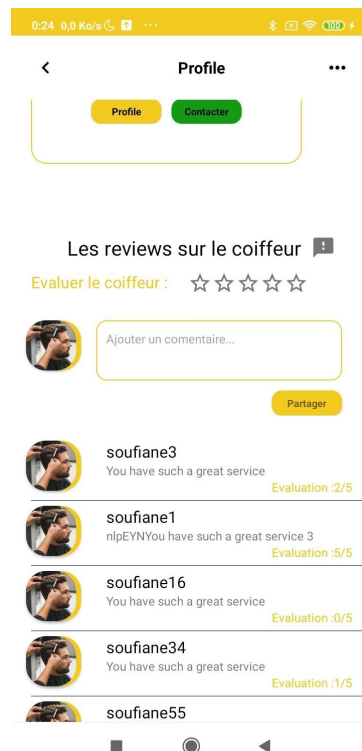 0:24 0,0 Ko/s
100
Profile
Profile Contacter
Les reviews sur le coiffeur
Evaluer le coiffeur :
Ajouter un comentaire...
Partager
soufiane3
You have such a great service
Evaluation :2/5
soufiane1
nlpEYNYou have such a great service 3
Evaluation :5/5
soufiane16
You have such a great service
Evaluation :0/5
soufiane34
You have such a great service
Evaluation :1/5
soufiane55